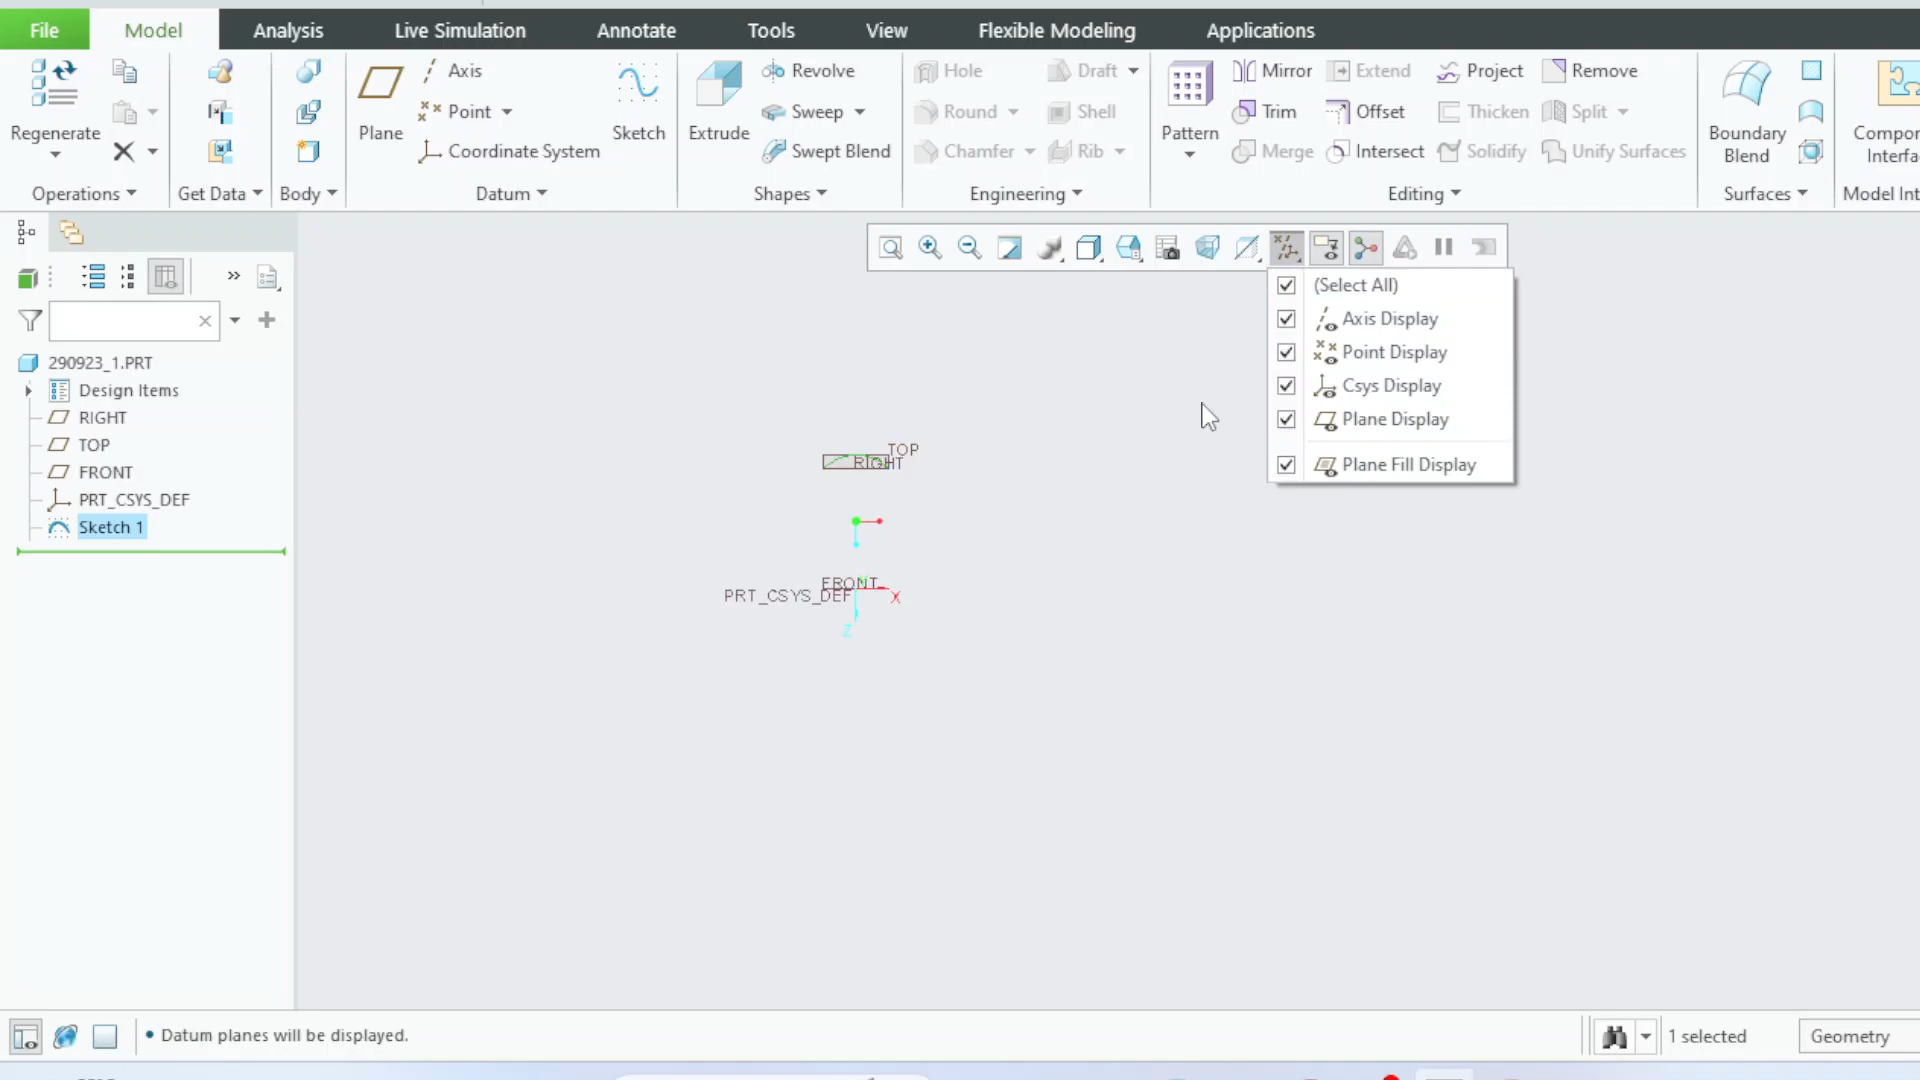 File Model Analysis Live Simulation Annotate Tools View Flexible Modeling Applications
Regenerate
Operations
Get Data
Body
Plane
Axis
Point
Coordinate System
Sketch
Datum
Extrude
Revolve
Sweep
Swept Blend
Shapes
Hole
Round
Chamfer
Draft
Shell
Rib
Engineering
Pattern
Mirror
Trim
Merge
Extend
Offset
Intersect
Project
Thicken
Solidify
Remove
Split
Unify Surfaces
Editing
Boundary
Blend
Surfaces
Compor
Interfa
Model Int
290923_1.PRT
Design Items
RIGHT
TOP
FRONT
PRT_CSYS_DEF
Sketch 1
(Select All)
Axis Display
Point Display
Csys Display
Plane Display
Plane Fill Display
TOP
RIGHT
FRONT
PRT_CSYS_DEF
X
Z
• Datum planes will be displayed.
1 selected
Geometry